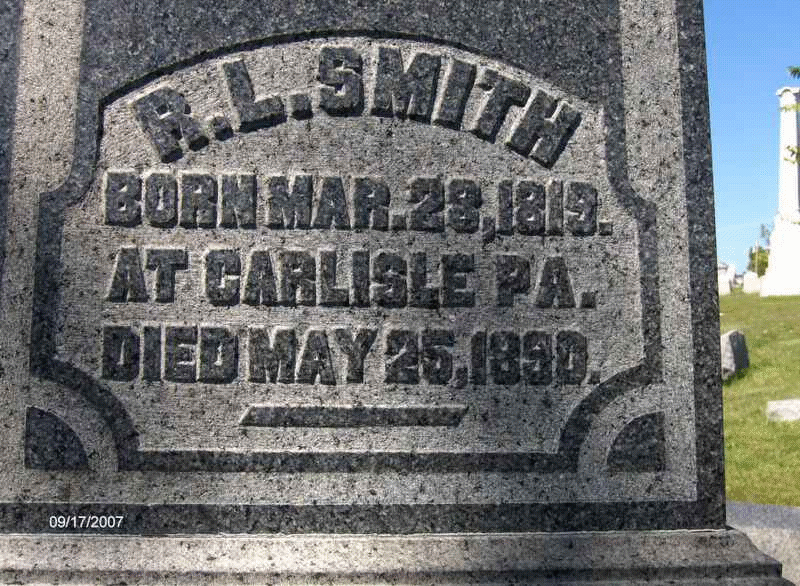 R.L.SMITH
BORN MAR.28,1819.
AT CARLISLE PA.
DIED MAY 25,1890.
09/17/2007